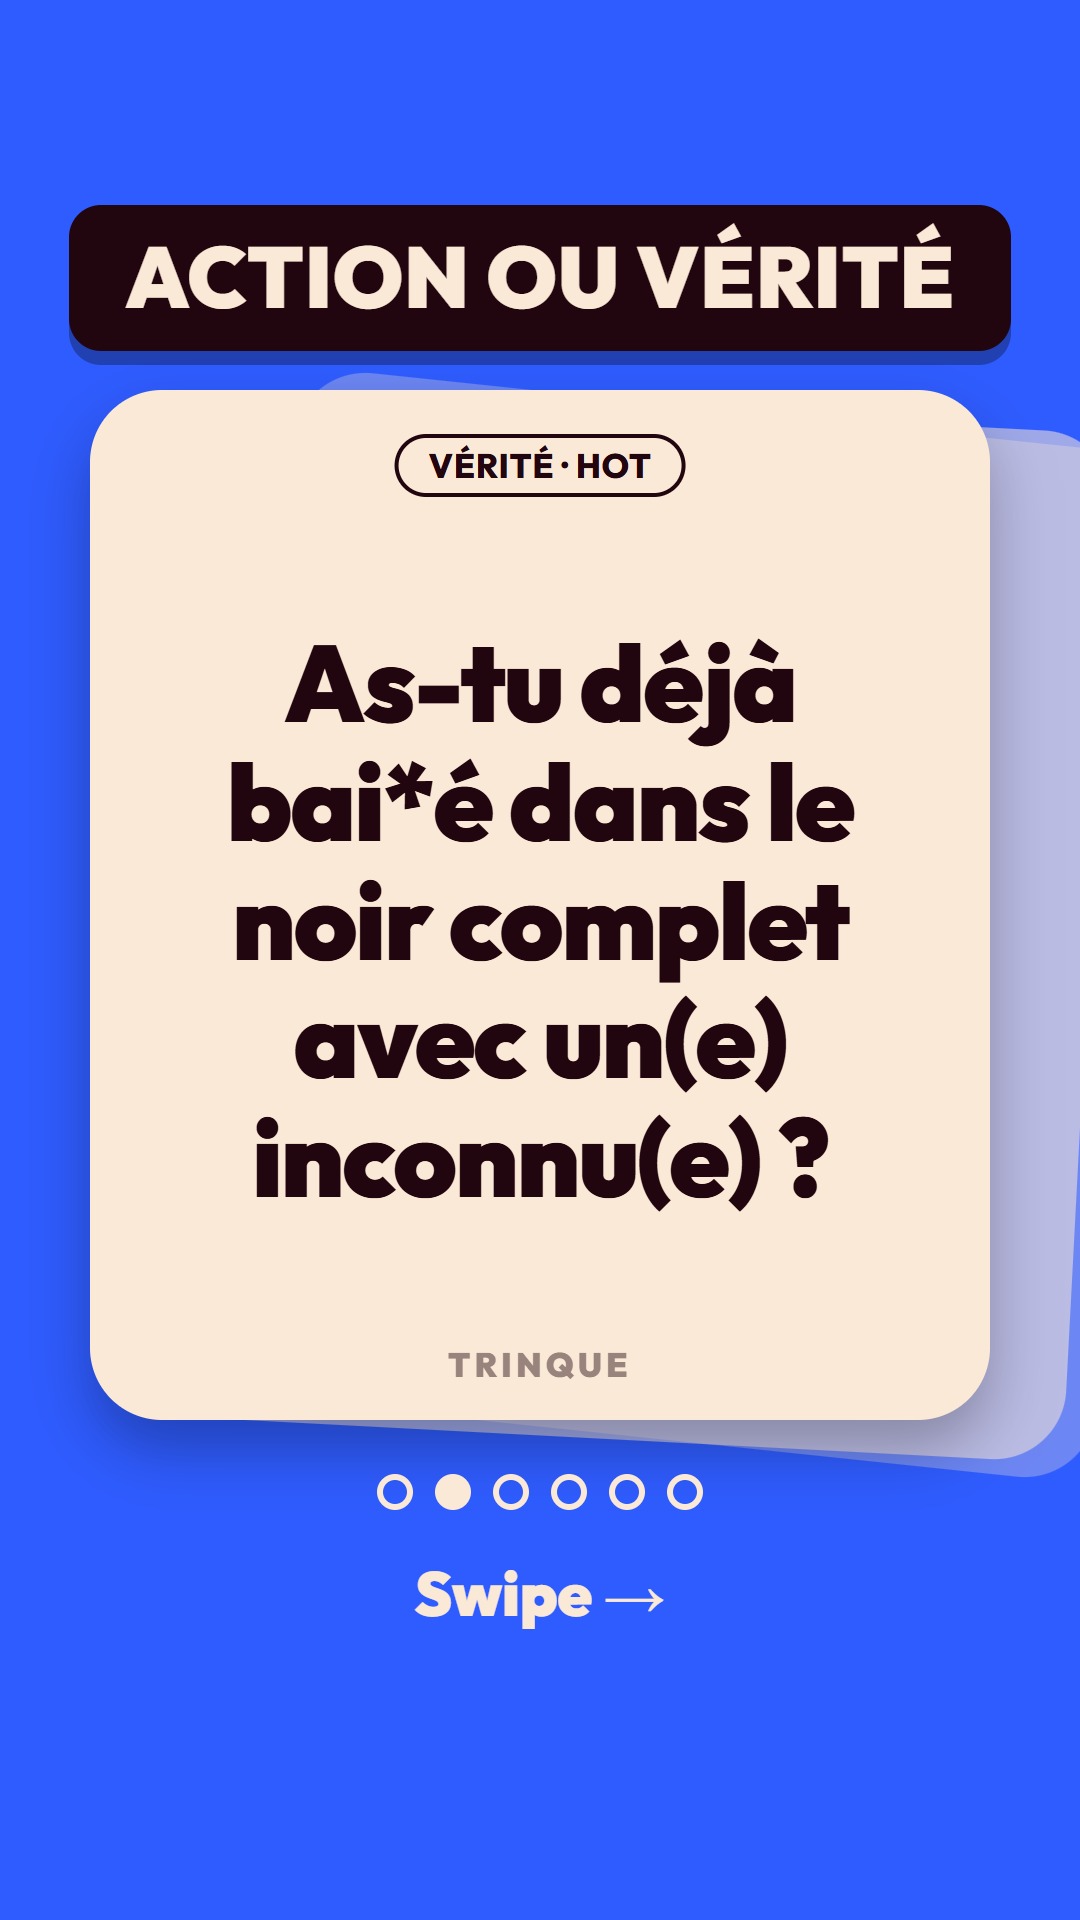 ACTION OU VÉRITÉ
VÉRITÉ · HOT
As-tu déjà
bai*é dans le
noir complet
avec un(e)
inconnu(e) ?
TRINQUE
Swipe →